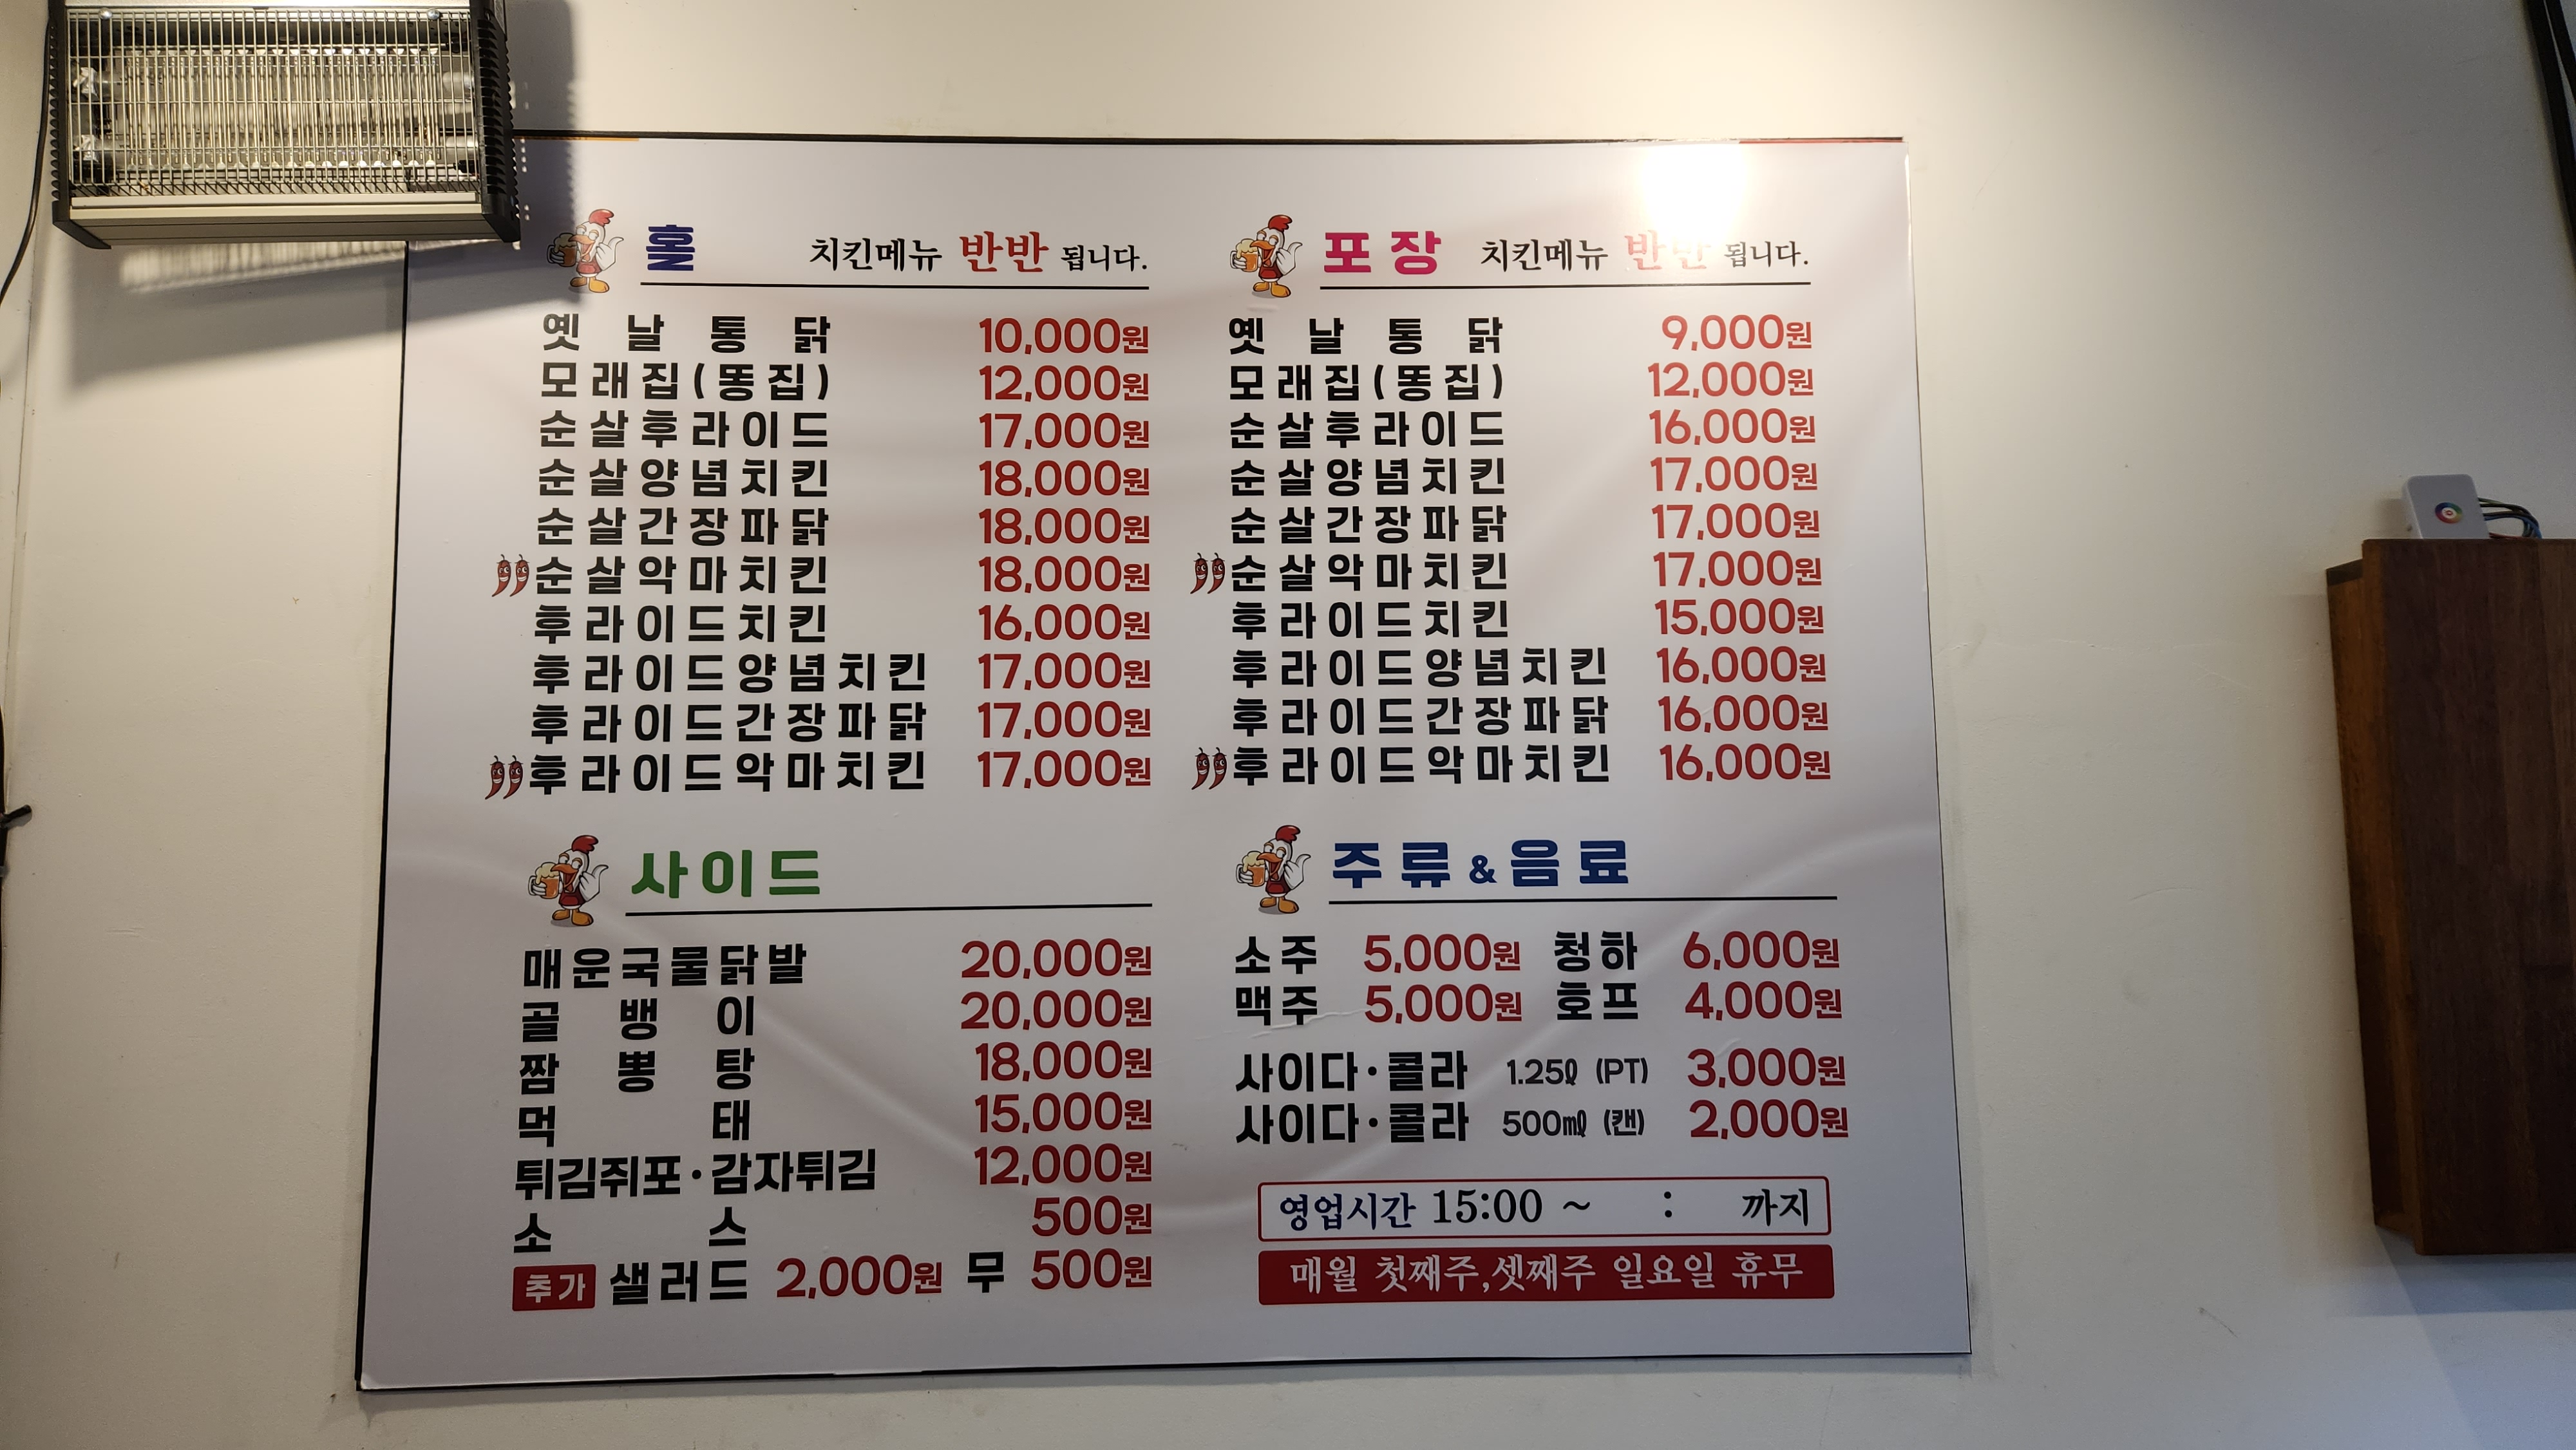 홀 치킨메뉴 반반 됩니다.
옛날통닭 10,000원
모래집(똥집) 12,000원
순살후라이드 17,000원
순살양념치킨 18,000원
순살간장파닭 18,000원
순살악마치킨 18,000원
후라이드치킨 16,000원
후라이드양념치킨 17,000원
후라이드간장파닭 17,000원
후라이드악마치킨 17,000원
포장 치킨메뉴 반반 됩니다.
옛날통닭 9,000원
모래집(똥집) 12,000원
순살후라이드 16,000원
순살양념치킨 17,000원
순살간장파닭 17,000원
순살악마치킨 17,000원
후라이드치킨 15,000원
후라이드양념치킨 16,000원
후라이드간장파닭 16,000원
후라이드악마치킨 16,000원
사이드
매운국물닭발 20,000원
골뱅이 20,000원
짬뽕탕 18,000원
먹태 15,000원
튀김쥐포·감자튀김 12,000원
소스 500원
추가 샐러드 2,000원 무 500원
주류&음료
소주 5,000원 청하 6,000원
맥주 5,000원 호프 4,000원
사이다·콜라 1.25ℓ (PT) 3,000원
사이다·콜라 500㎖ (캔) 2,000원
영업시간 15:00 ~ : 까지
매월 첫째주,셋째주 일요일 휴무